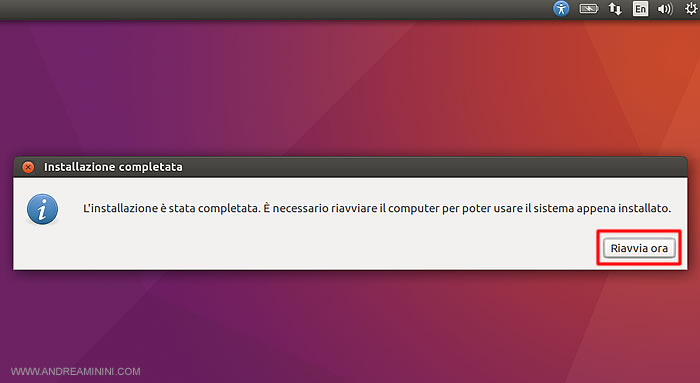 En
Installazione completata
L'installazione è stata completata. È necessario riavviare il computer per poter usare il sistema appena installato.
Riavvia ora
WWW.ANDREAMININI.COM